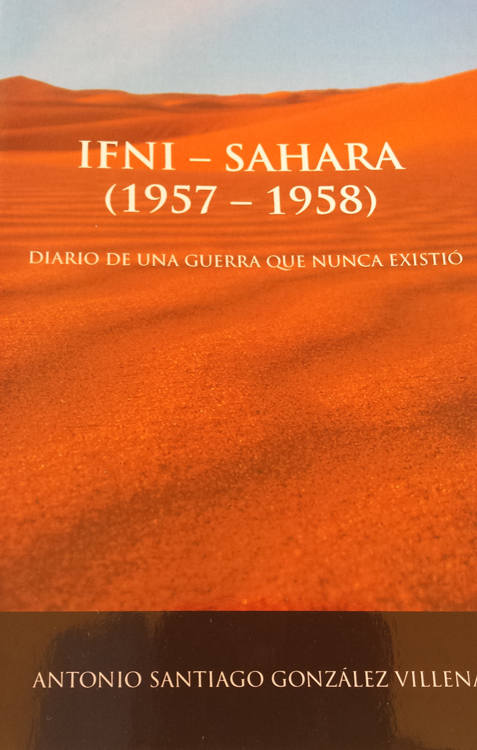 IFNI – SAHARA
(1957 – 1958)
DIARIO DE UNA GUERRA QUE NUNCA EXISTIÓ
ANTONIO SANTIAGO GONZÁLEZ VILLENA